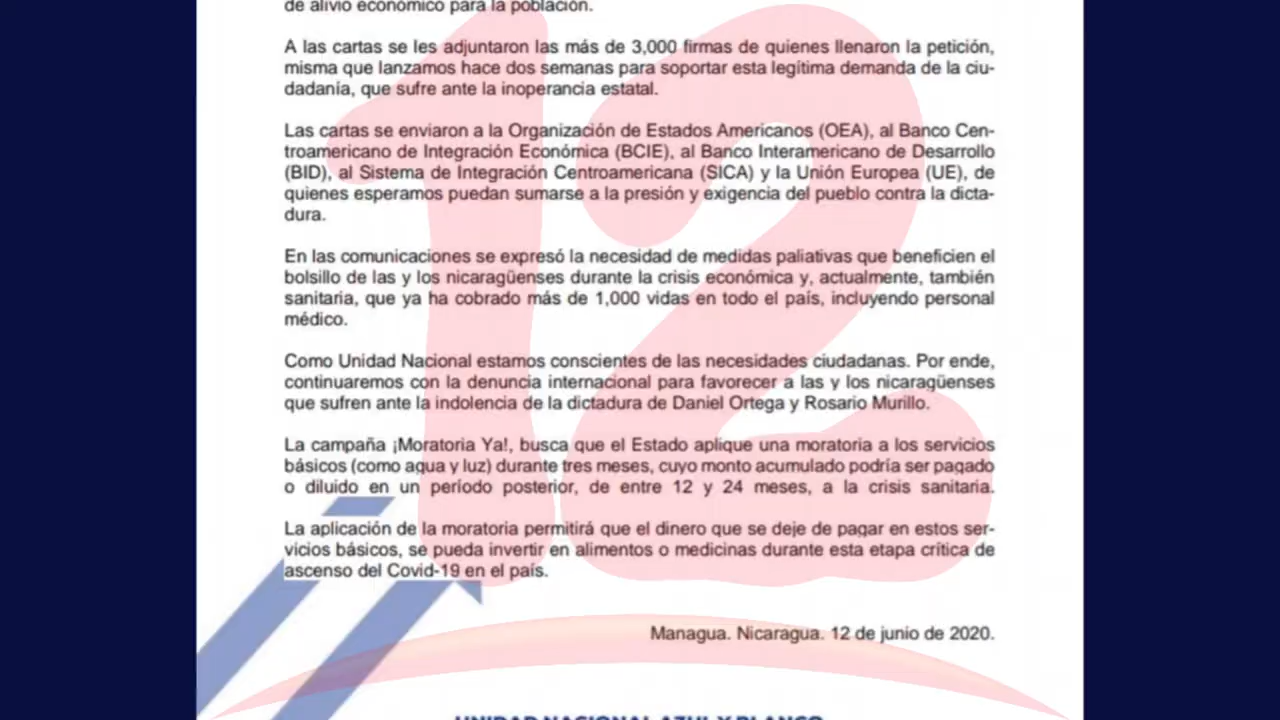 de alivio económico para la población.
A las cartas se les adjuntaron las más de 3,000 firmas de quienes llenaron la petición,
misma que lanzamos hace dos semanas para soportar esta legítima demanda de la ciu-
dadanía, que sufre ante la inoperancia estatal.
Las cartas se enviaron a la Organización de Estados Americanos (OEA), al Banco Cen-
troamericano de Integración Económica (BCIE), al Banco Interamericano de Desarrollo
(BID), al Sistema de Integración Centroamericana (SICA) y la Unión Europea (UE), de
quienes esperamos puedan sumarse a la presión y exigencia del pueblo contra la dicta-
dura.
En las comunicaciones se expresó la necesidad de medidas paliativas que beneficien el
bolsillo de las y los nicaragüenses durante la crisis económica y, actualmente, también
sanitaria, que ya ha cobrado más de 1,000 vidas en todo el país, incluyendo personal
médico.
Como Unidad Nacional estamos conscientes de las necesidades ciudadanas. Por ende,
continuaremos con la denuncia internacional para favorecer a las y los nicaragüenses
que sufren ante la indolencia de la dictadura de Daniel Ortega y Rosario Murillo.
La campaña ¡Moratoria Ya!, busca que el Estado aplique una moratoria a los servicios
básicos (como agua y luz) durante tres meses, cuyo monto acumulado podría ser pagado
o diluido en un período posterior, de entre 12 y 24 meses, a la crisis sanitaria.
La aplicación de la moratoria permitirá que el dinero que se deje de pagar en estos ser-
vicios básicos, se pueda invertir en alimentos o medicinas durante esta etapa crítica de
ascenso del Covid-19 en el país.
Managua. Nicaragua. 12 de junio de 2020.
UNIDAD NACIONAL AZUL Y BLANCO
12